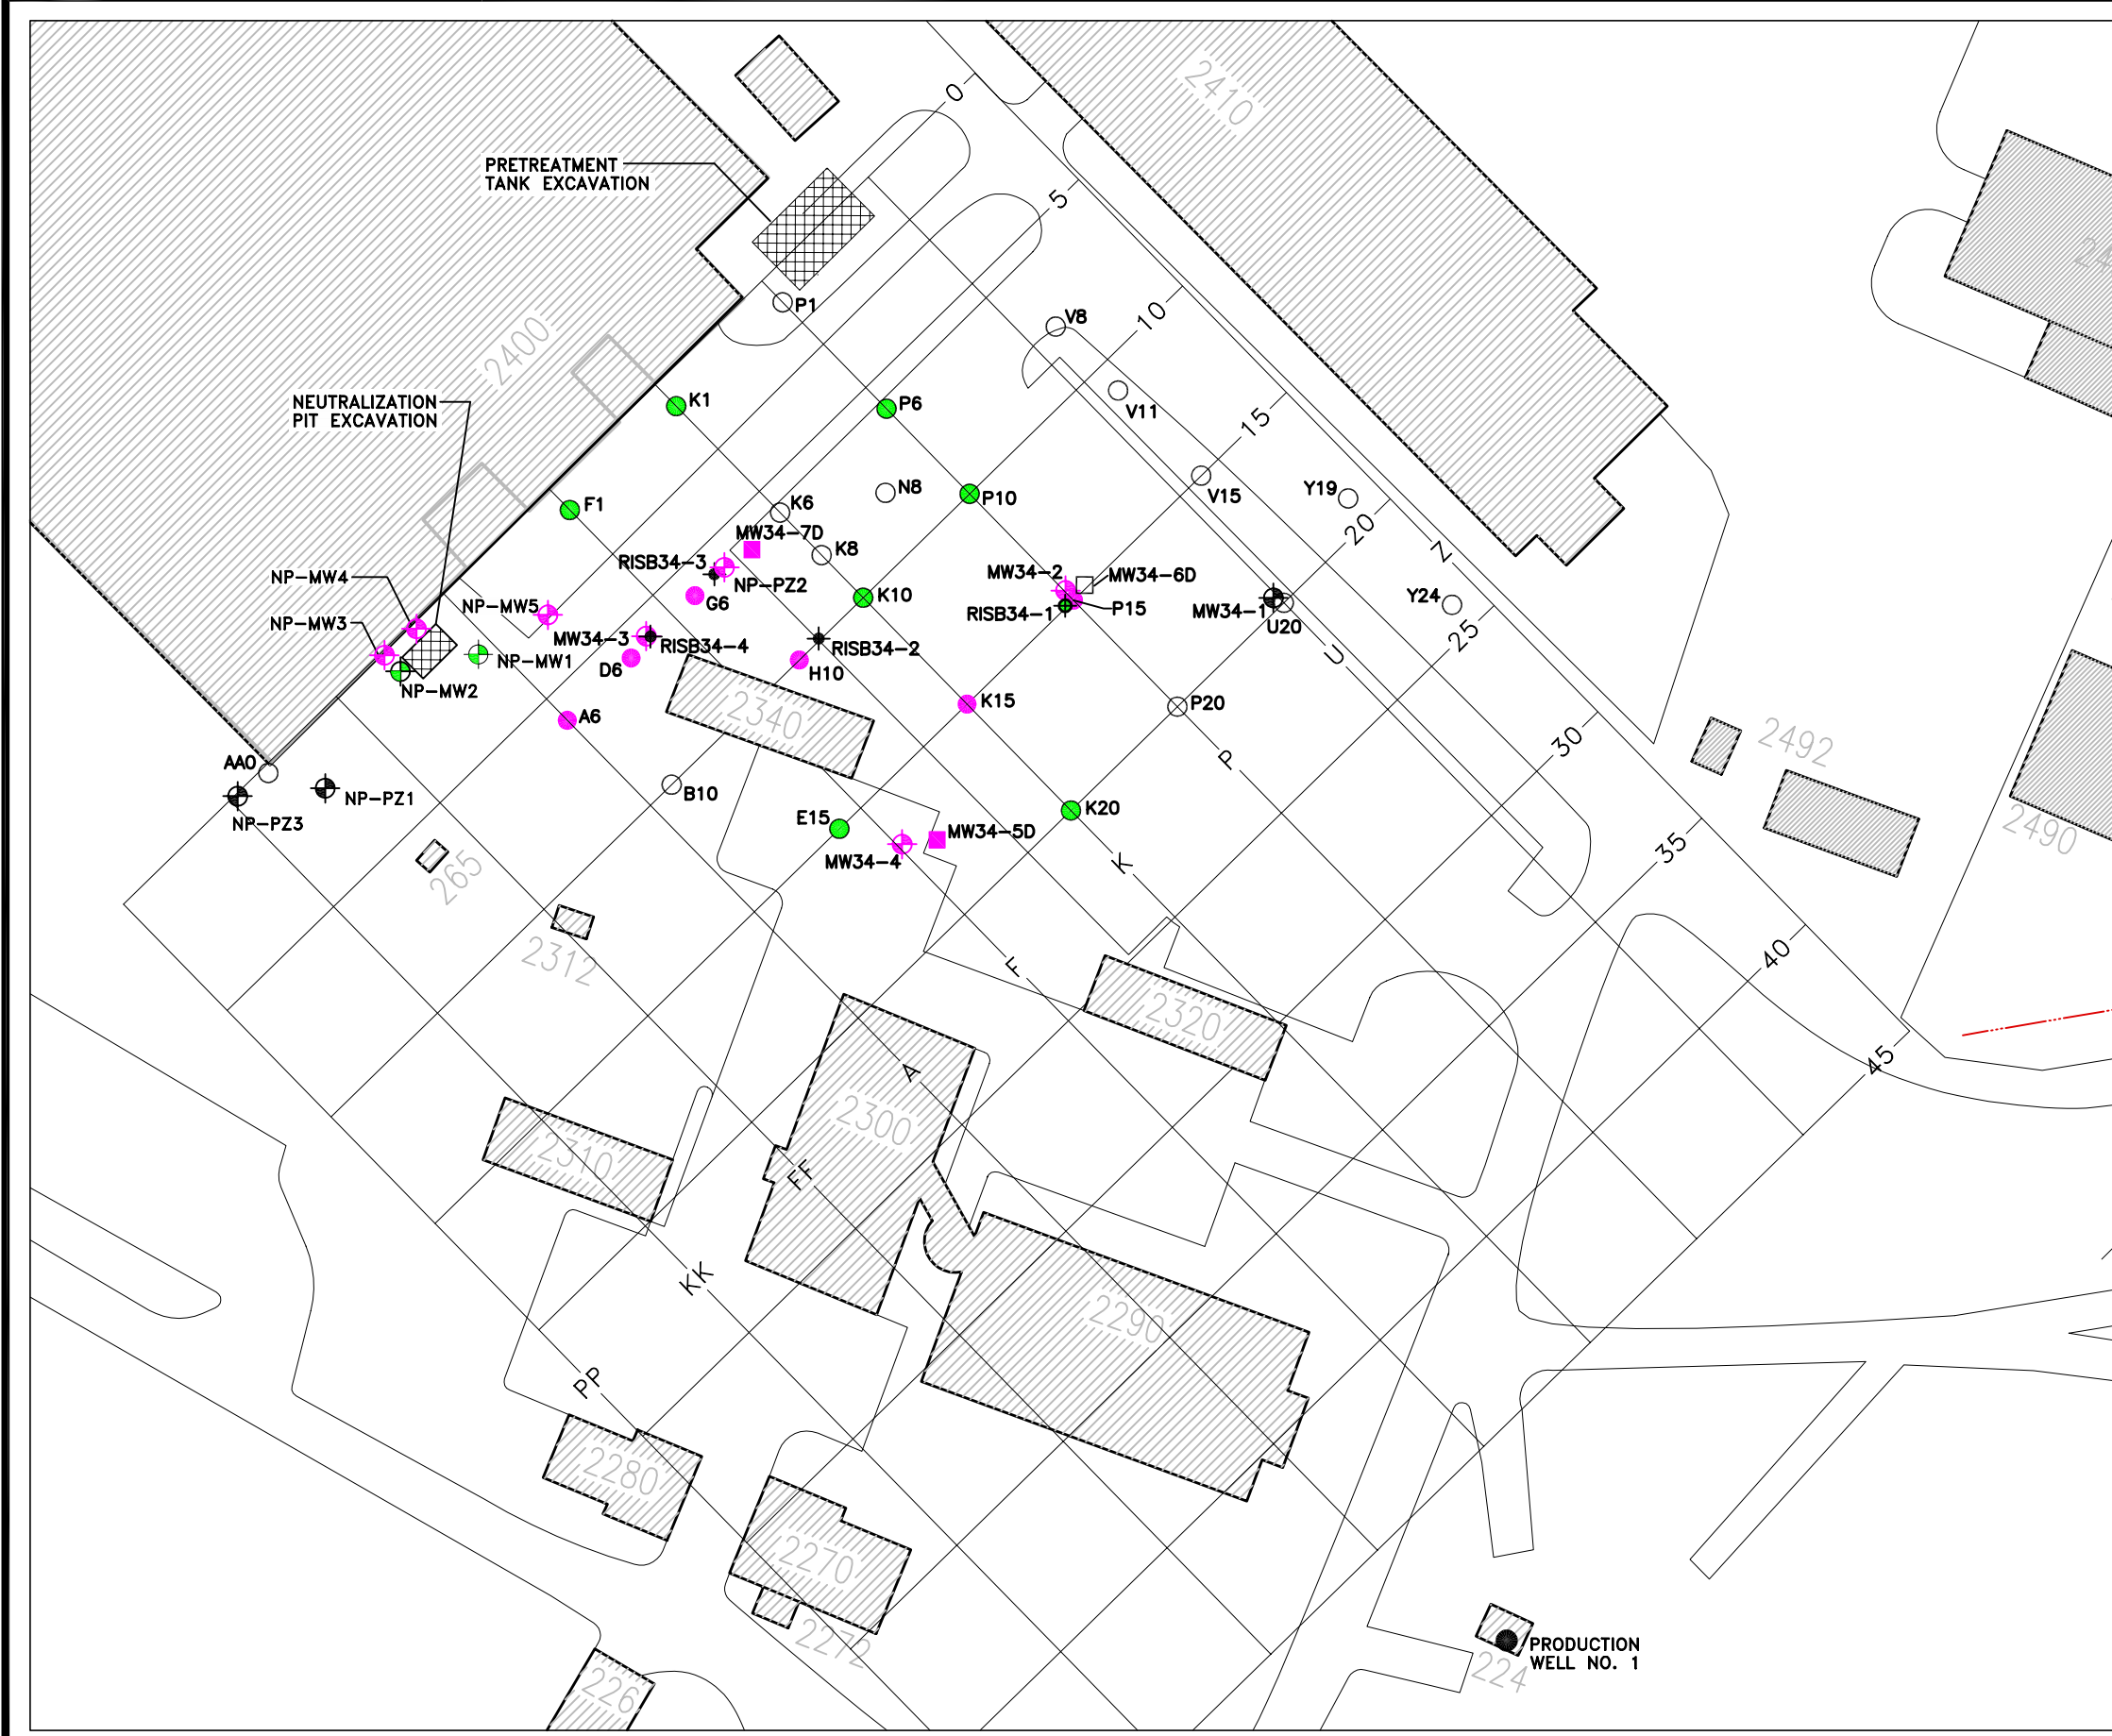 0
2410
PRETREATMENT
TANK EXCAVATION
5
P1
V8
10
2400
NEUTRALIZATION
PIT EXCAVATION
K1
P6
V11
15
F1
K6
N8
P10
V15
Y19
20
Z
MW34-7D
K8
RISB34-3
NP-PZ2
MW34-2
MW34-6D
NP-MW4
NP-MW5
G6
K10
RISB34-1
P15
MW34-1
U20
Y24
25
NP-MW3
MW34-3
RISB34-4
RISB34-2
NP-MW1
D6
H10
U
NP-MW2
2340
K15
P20
A6
30
2492
AA0
P
NP-PZ1
B10
NP-PZ3
E15
K20
MW34-5D
MW34-4
K
35
2490
265
2312
F
40
2320
A
45
2300
2310
FF
KK
2290
PP
2280
2270
2272
PRODUCTION
WELL NO. 1
224
226